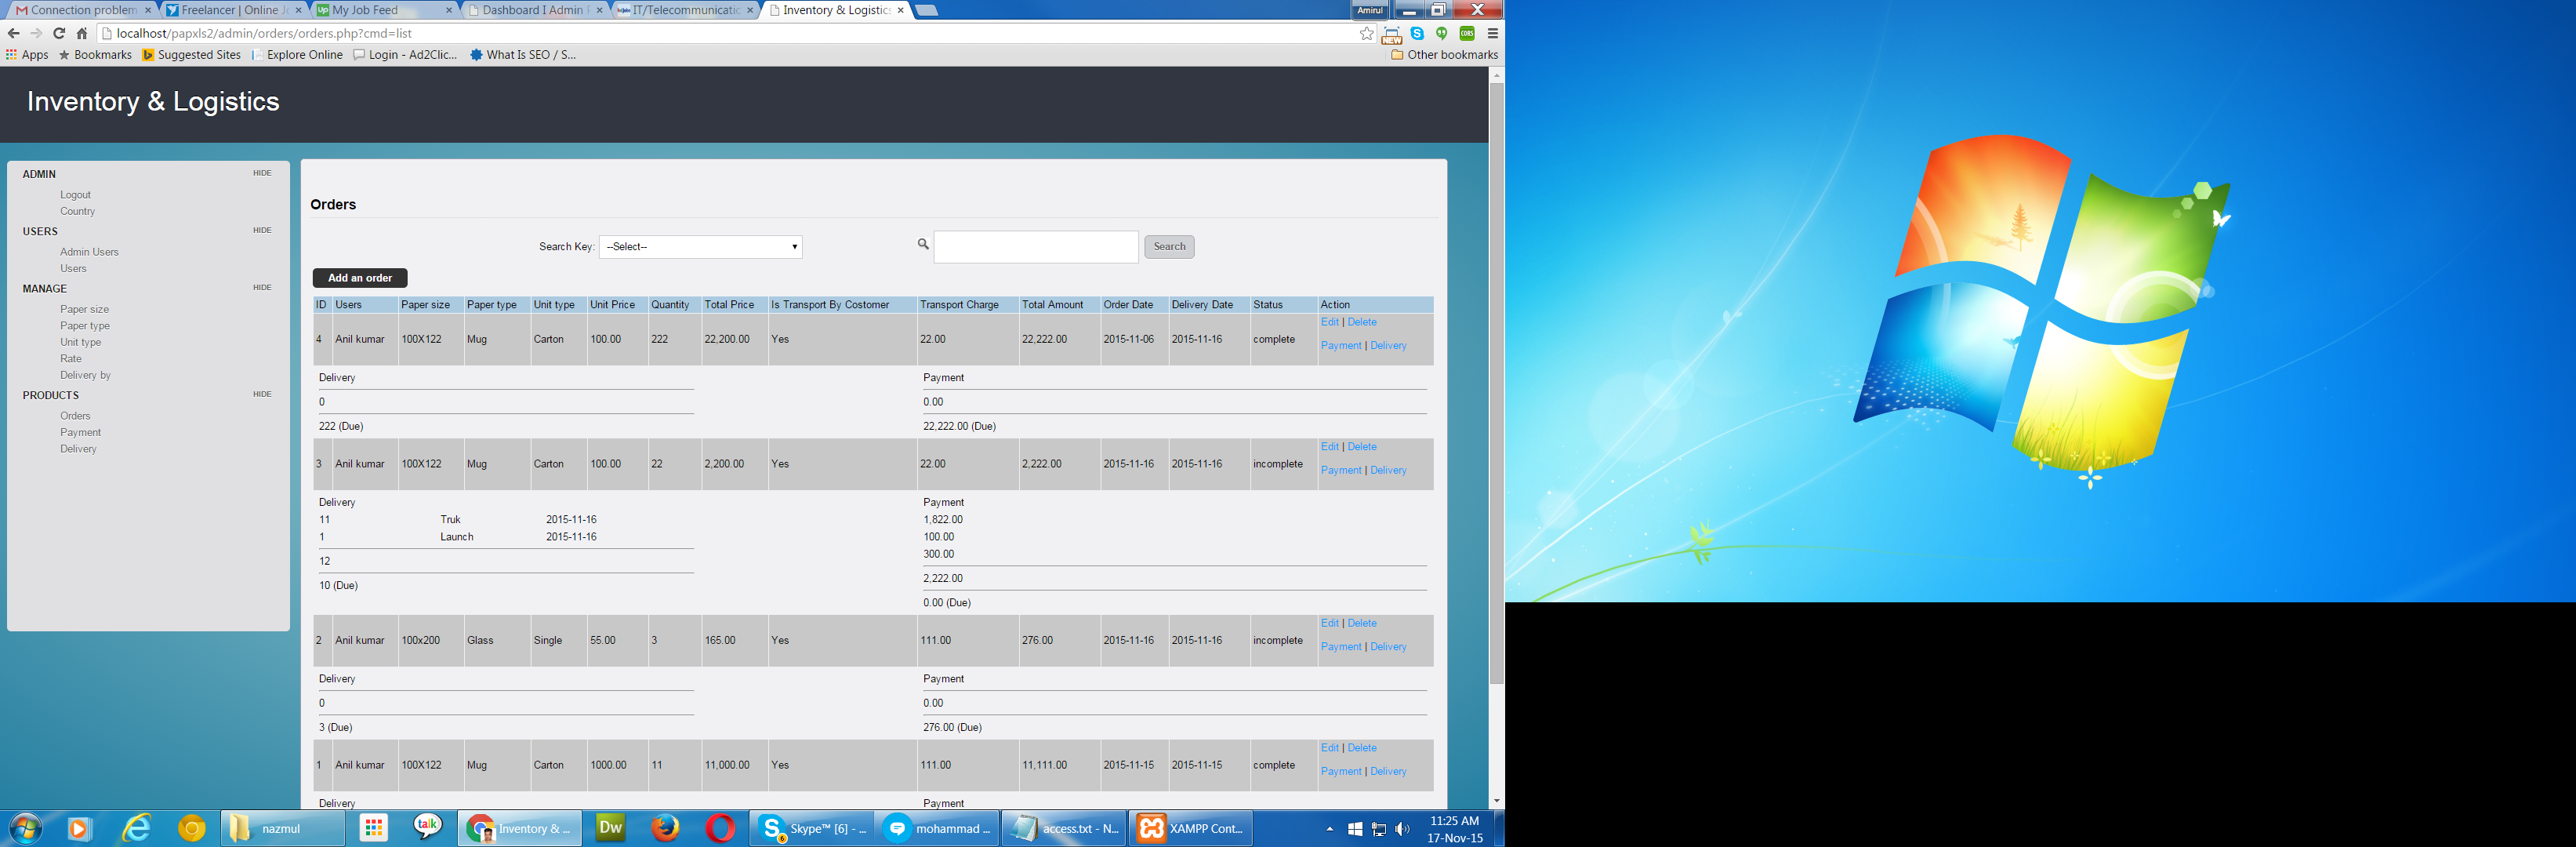 Connection problem
Freelancer | Online Jo
My Job Feed
Dashboard I Admin
IT/Telecommunicatio
Inventory & Logistics
Amirul
localhost/papxls2/admin/orders/orders.php?cmd=list
NEW
Apps Bookmarks Suggested Sites Explore Online Login - Ad2Clic... What Is SEO / S... Other bookmarks
Inventory & Logistics
ADMIN HIDE
Logout
Country
USERS HIDE
Admin Users
Users
MANAGE HIDE
Paper size
Paper type
Unit type
Rate
Delivery by
PRODUCTS HIDE
Orders
Payment
Delivery
Orders
Search Key: --Select-- Search
Add an order
ID Users Paper size Paper type Unit type Unit Price Quantity Total Price Is Transport By Costomer Transport Charge Total Amount Order Date Delivery Date Status Action
Edit | Delete
4 Anil kumar 100X122 Mug Carton 100.00 222 22,200.00 Yes 22.00 22,222.00 2015-11-06 2015-11-16 complete
Payment | Delivery
Delivery Payment
0 0.00
222 (Due) 22,222.00 (Due)
Edit | Delete
3 Anil kumar 100X122 Mug Carton 100.00 22 2,200.00 Yes 22.00 2,222.00 2015-11-16 2015-11-16 incomplete
Payment | Delivery
Delivery Payment
11 Truk 2015-11-16 1,822.00
1 Launch 2015-11-16 100.00
300.00
12
2,222.00
10 (Due)
0.00 (Due)
Edit | Delete
2 Anil kumar 100x200 Glass Single 55.00 3 165.00 Yes 111.00 276.00 2015-11-16 2015-11-16 incomplete
Payment | Delivery
Delivery Payment
0 0.00
3 (Due) 276.00 (Due)
Edit | Delete
1 Anil kumar 100X122 Mug Carton 1000.00 11 11,000.00 Yes 111.00 11,111.00 2015-11-15 2015-11-15 complete
Payment | Delivery
Delivery Payment
nazmul
talk
Inventory & ...
Dw
Skype™ [6] - ...
mohammad ...
access.txt - N...
XAMPP Cont...
11:25 AM
17-Nov-15